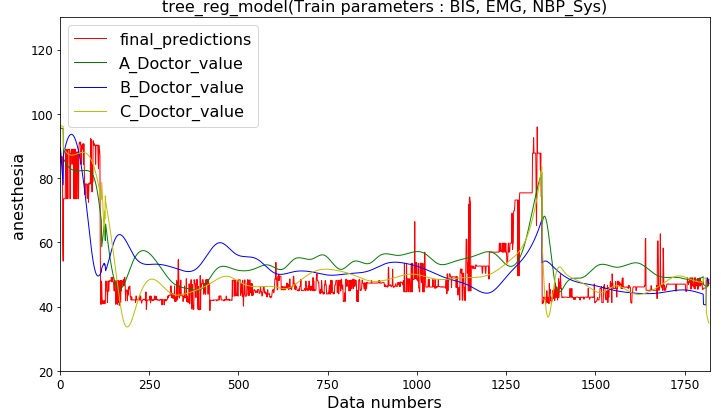 tree_reg_model(Train parameters : BIS, EMG, NBP_Sys)
final_predictions
A_Doctor_value
B_Doctor_value
C_Doctor_value
anesthesia
120
100
80
60
40
20
0 250 500 750 1000 1250 1500 1750
Data numbers